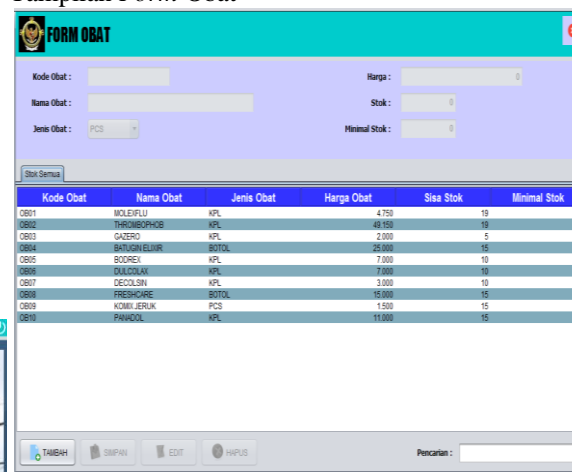 Tampilan Form Obat
FORM OBAT
Kode Obat :
Harga : 0
Nama Obat :
Stok : 0
Jenis Obat : PCS
Minimal Stok : 0
Stok Semua
Kode Obat Nama Obat Jenis Obat Harga Obat Sisa Stok Minimal Stok
OB01 MOLEXFLU KPL 4.750 19
OB02 THROMBOPHOB KPL 49.150 19
OB03 GAZERO KPL 2.000 5
OB04 BATUGIN ELIXIR BOTOL 25.000 15
OB05 BODREX KPL 7.000 10
OB06 DULCOLAX KPL 7.000 10
OB07 DECOLSIN KPL 3.000 10
OB08 FRESHCARE BOTOL 15.000 15
OB09 KOMIX JERUK PCS 1.500 15
OB10 PANADOL KPL 11.000 15
TAMBAH SIMPAN EDIT HAPUS Pencarian :